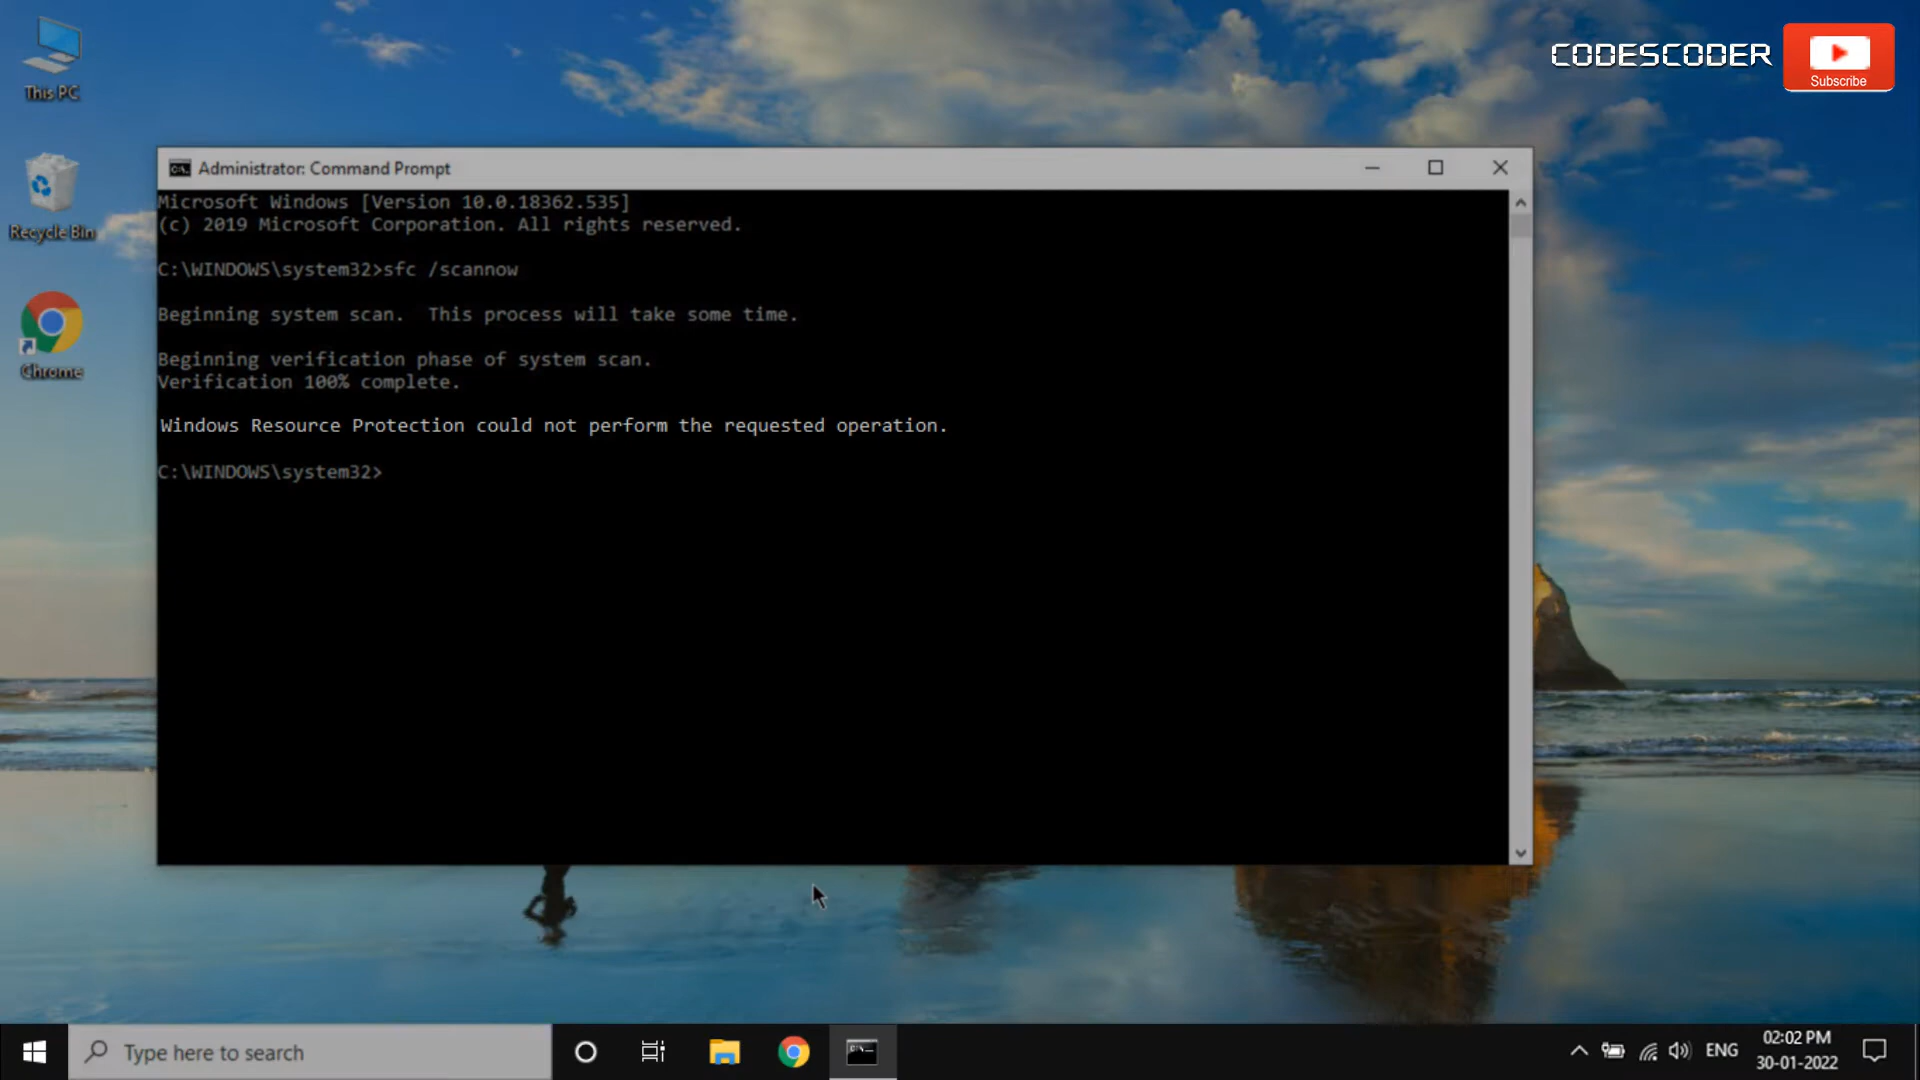 This PC
Recycle Bin
Chrome
CODESCODER
Subscribe
Administrator: Command Prompt
Microsoft Windows [Version 10.0.18362.535]
(c) 2019 Microsoft Corporation. All rights reserved.
C:\WINDOWS\system32>sfc /scannow
Beginning system scan.  This process will take some time.
Beginning verification phase of system scan.
Verification 100% complete.
Windows Resource Protection could not perform the requested operation.
C:\WINDOWS\system32>
Type here to search
ENG
02:02 PM
30-01-2022